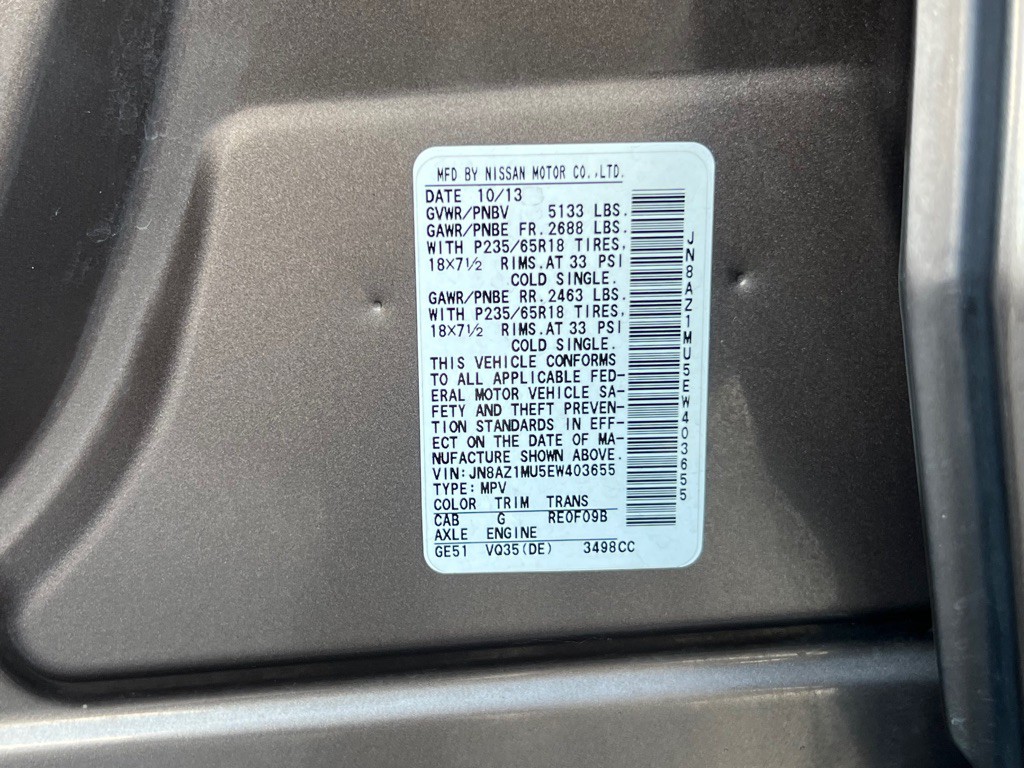 MFD BY NISSAN MOTOR CO.,LTD.
DATE 10/13
GVWR/PNBV 5133 LBS.
GAWR/PNBE FR.2688 LBS.
WITH P235/65R18 TIRES,
18×7½ RIMS.AT 33 PSI
COLD SINGLE.
GAWR/PNBE RR.2463 LBS.
WITH P235/65R18 TIRES,
18×7½ RIMS.AT 33 PSI
COLD SINGLE.
THIS VEHICLE CONFORMS
TO ALL APPLICABLE FED-
ERAL MOTOR VEHICLE SA-
FETY AND THEFT PREVEN-
TION STANDARDS IN EFF-
ECT ON THE DATE OF MA-
NUFACTURE SHOWN ABOVE.
VIN:JN8AZ1MU5EW403655
TYPE:MPV
COLOR TRIM TRANS
CAB G RE0F09B
AXLE ENGINE
GE51 VQ35(DE) 3498CC
JN8AZ1MU5EW403655